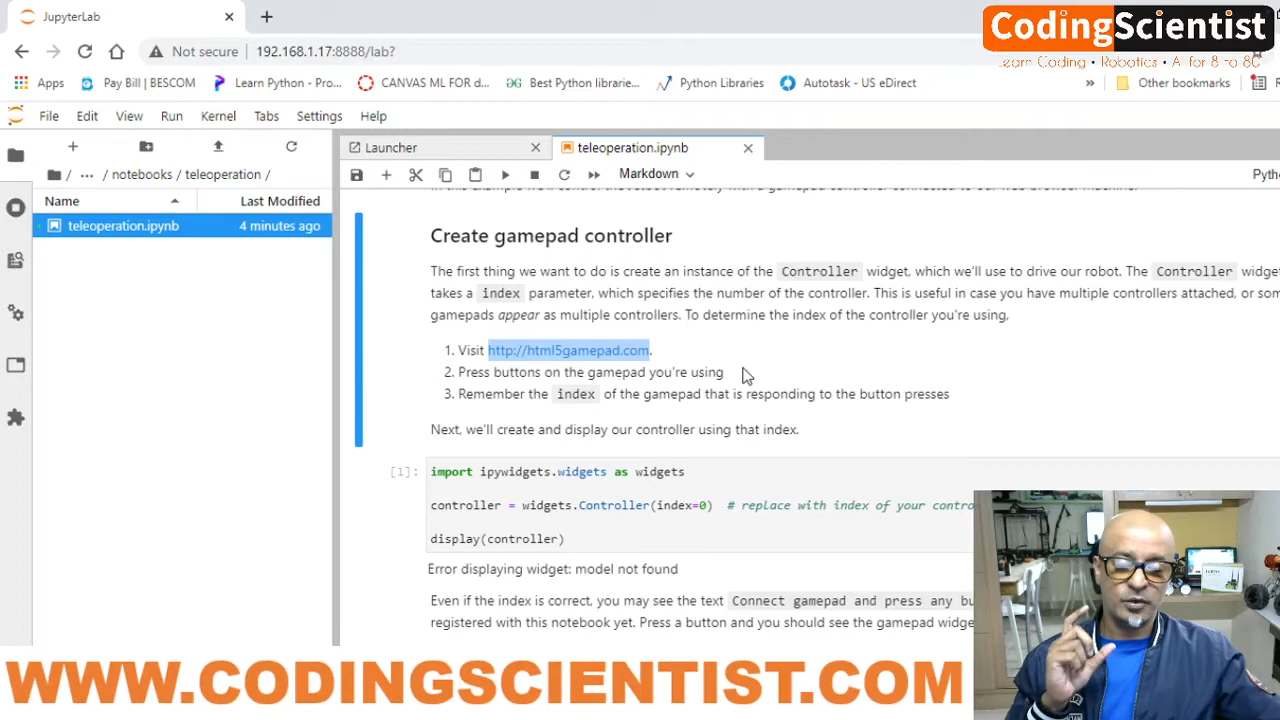 JupyterLab
CodingScientist
Learn Coding • Robotics • AI for 8 to 80
Not secure 192.168.1.17:8888/lab?
Apps Pay Bill | BESCOM Learn Python - Pro... CANVAS ML FOR d... Best Python librarie... Python Libraries Autotask - US eDirect » Other bookmarks
File Edit View Run Kernel Tabs Settings Help
Launcher teleoperation.ipynb
Markdown
/ ... / notebooks / teleoperation /
Name Last Modified
teleoperation.ipynb 4 minutes ago
Create gamepad controller
The first thing we want to do is create an instance of the Controller widget, which we'll use to drive our robot. The Controller widge
takes a index parameter, which specifies the number of the controller. This is useful in case you have multiple controllers attached, or som
gamepads appear as multiple controllers. To determine the index of the controller you're using,
1. Visit http://html5gamepad.com.
2. Press buttons on the gamepad you're using
3. Remember the index of the gamepad that is responding to the button presses
Next, we'll create and display our controller using that index.
[1]: import ipywidgets.widgets as widgets
controller = widgets.Controller(index=0) # replace with index of your contro
display(controller)
Error displaying widget: model not found
Even if the index is correct, you may see the text Connect gamepad and press any bu
registered with this notebook yet. Press a button and you should see the gamepad widge
WWW.CODINGSCIENTIST.COM